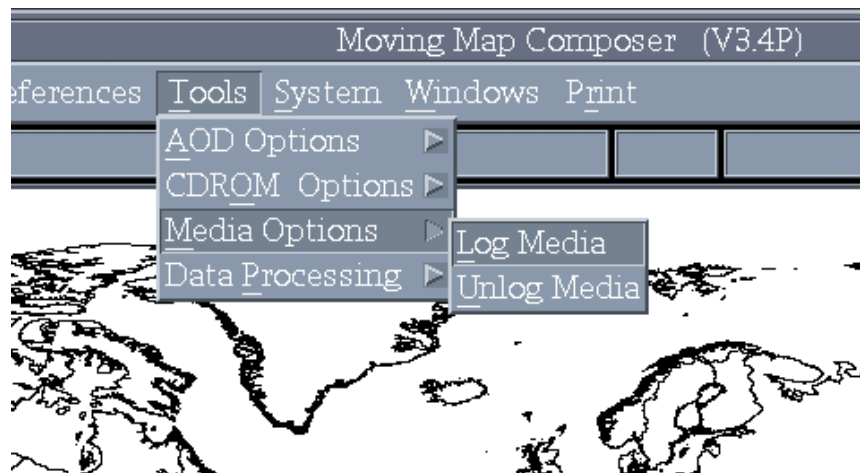 Moving Map Composer (V3.4P)
Tools System Windows Print
AOD Options
CDROM Options
Media Options
Log Media
Data Processing
Unlog Media